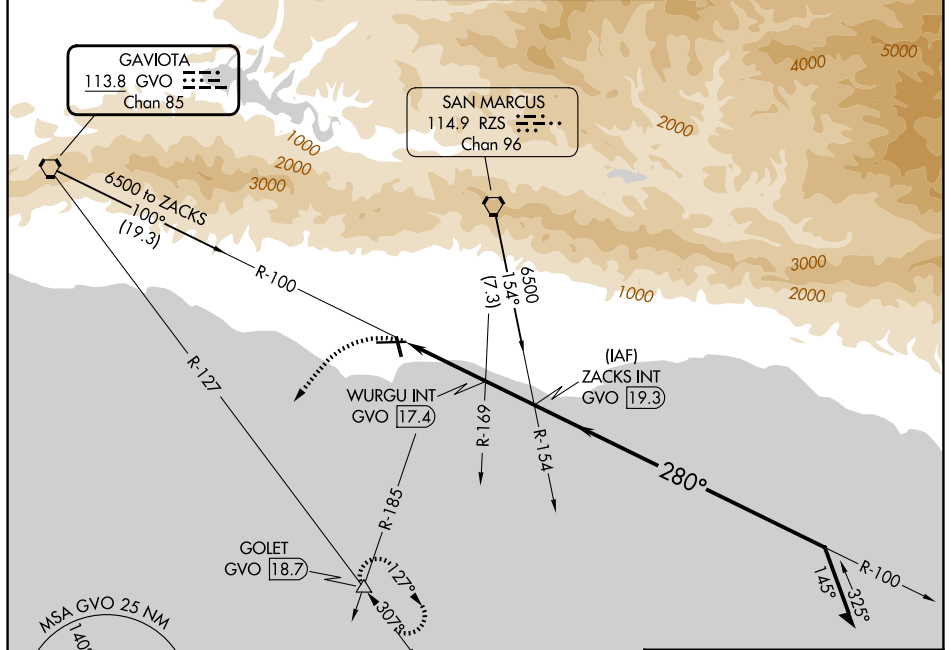 GAVIOTA
113.8 GVO
Chan 85
SAN MARCUS
114.9 RZS
Chan 96
5000
4000
2000
1000
2000
3000
6500 to ZACKS
100°
(19.3)
R-100
6500
154°
(7.3)
3000
2000
1000
R-127
(IAF)
ZACKS INT
GVO 19.3
WURGU INT
GVO 17.4
R-169
R-154
280°
R-185
GOLET
GVO 18.7
127°
307°
R-100
145°
325°
MSA GVO 25 NM
140°